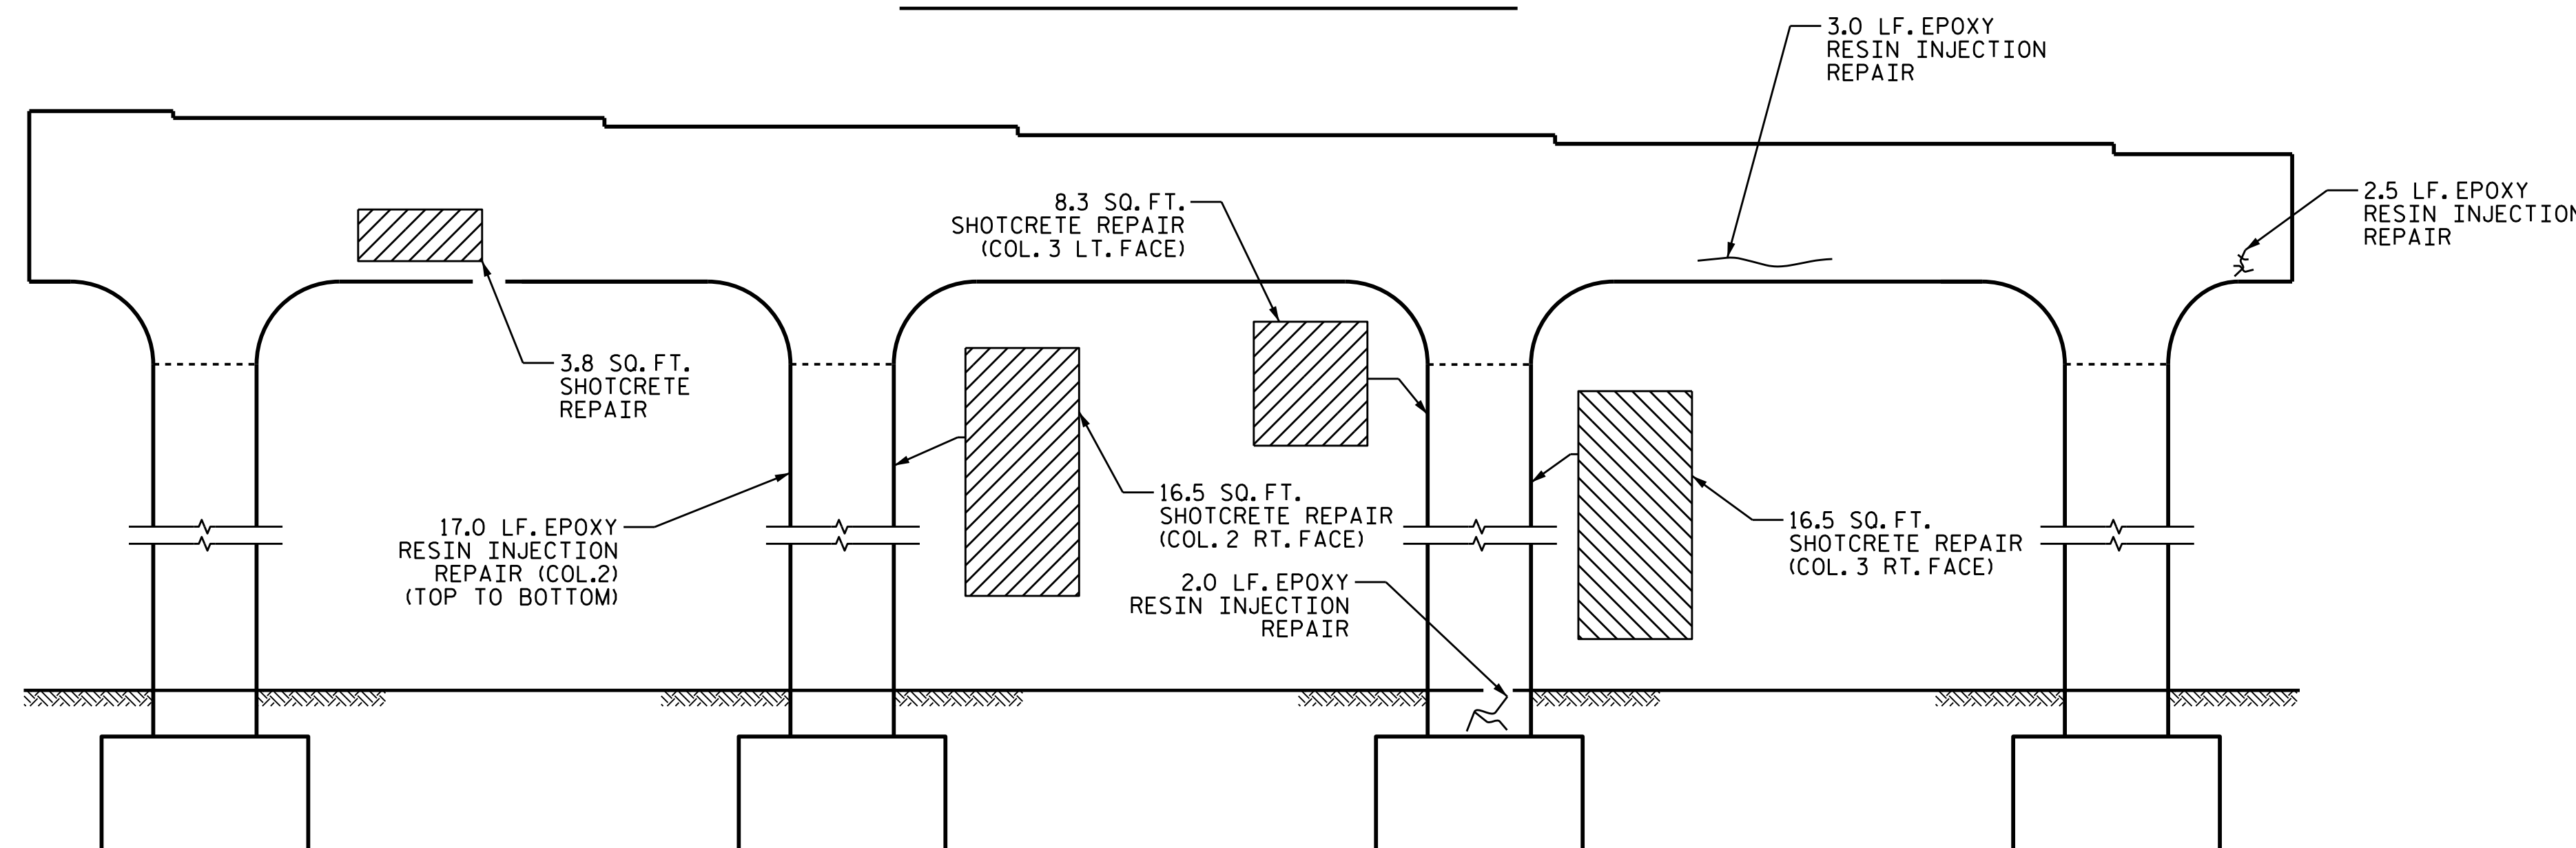 3.0 LF. EPOXY
RESIN INJECTION
REPAIR
2.5 LF. EPOXY
RESIN INJECTION
REPAIR
8.3 SQ. FT.
SHOTCRETE REPAIR
(COL. 3 LT. FACE)
3.8 SQ. FT.
SHOTCRETE
REPAIR
16.5 SQ. FT.
SHOTCRETE REPAIR
(COL. 2 RT. FACE)
17.0 LF. EPOXY
RESIN INJECTION
REPAIR (COL.2)
(TOP TO BOTTOM)
16.5 SQ. FT.
SHOTCRETE REPAIR
(COL. 3 RT. FACE)
2.0 LF. EPOXY
RESIN INJECTION
REPAIR